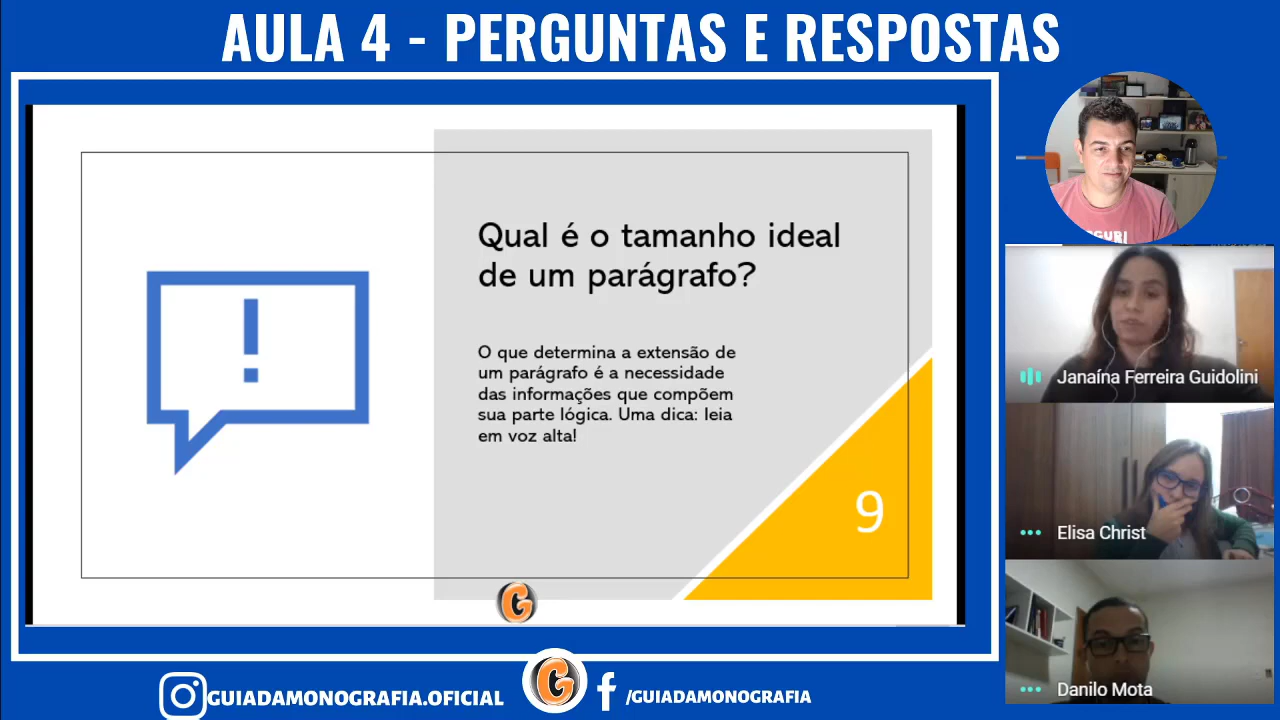 AULA 4 - PERGUNTAS E RESPOSTAS
Qual é o tamanho ideal
de um parágrafo?
O que determina a extensão de
um parágrafo é a necessidade
das informações que compõem
sua parte lógica. Uma dica: leia
em voz alta!
9
G
Janaína Ferreira Guidolini
Elisa Christ
Danilo Mota
GUIADAMONOGRAFIA.OFICIAL
G
/GUIADAMONOGRAFIA